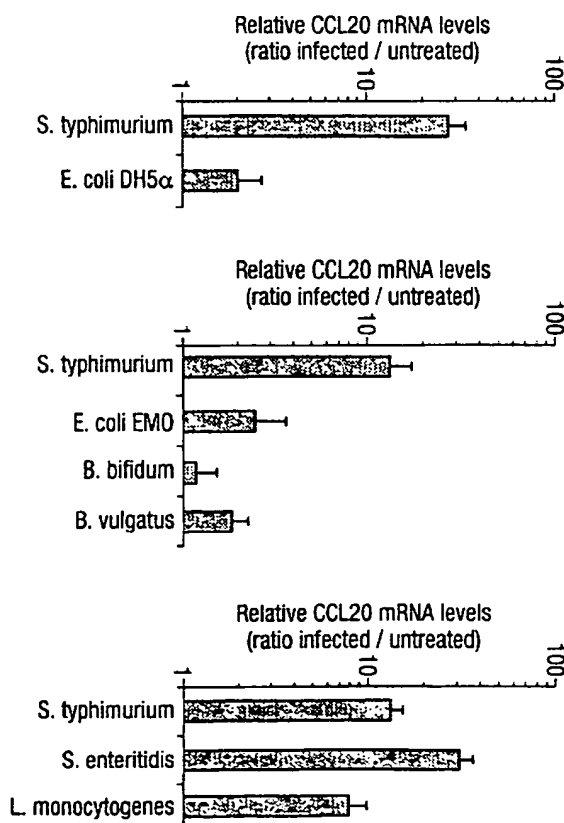 Relative CCL20 mRNA levels
(ratio infected / untreated)
1 10 100
S. typhimurium
E. coli DH5α
Relative CCL20 mRNA levels
(ratio infected / untreated)
1 10 100
S. typhimurium
E. coli EMO
B. bifidum
B. vulgatus
Relative CCL20 mRNA levels
(ratio infected / untreated)
1 10 100
S. typhimurium
S. enteritidis
L. monocytogenes